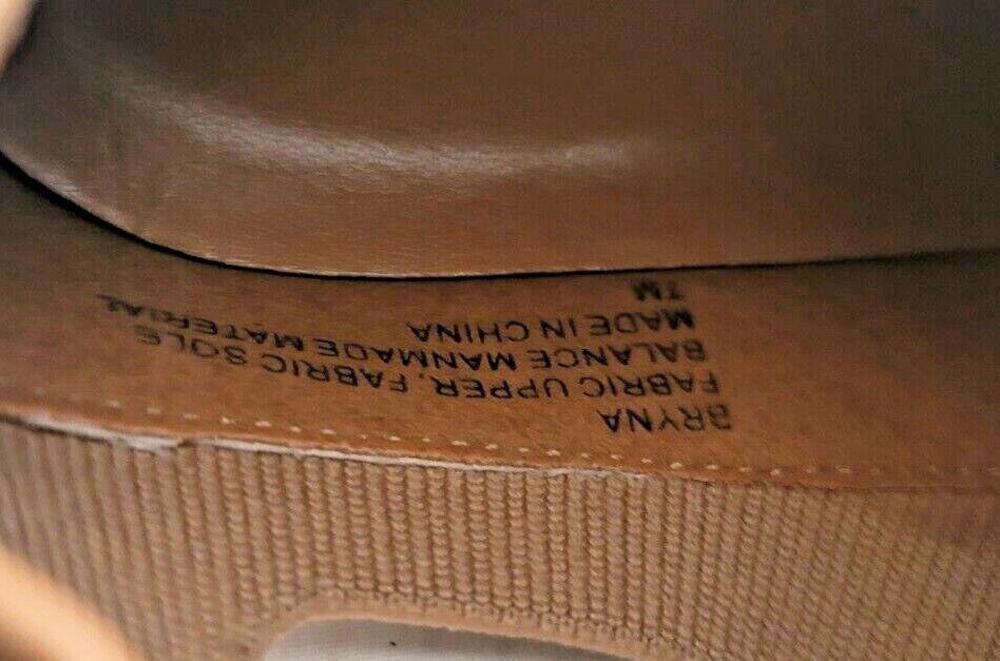 BRYNA
FABRIC UPPER, FABRIC SOLE
BALANCE MANMADE MATERIAL
MADE IN CHINA
7M